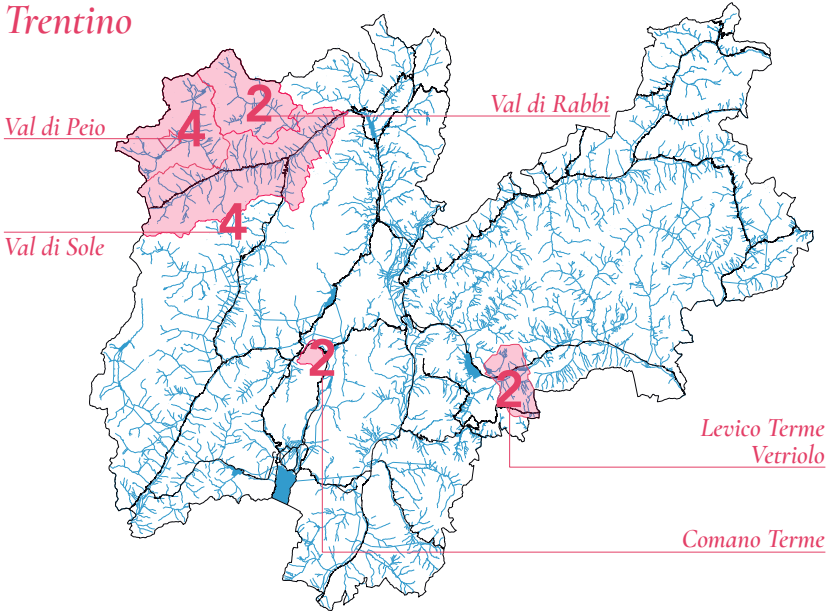 Trentino
2
Val di Rabbi
Val di Peio
4
4
Val di Sole
2
2
Levico Terme
Vetriolo
Comano Terme